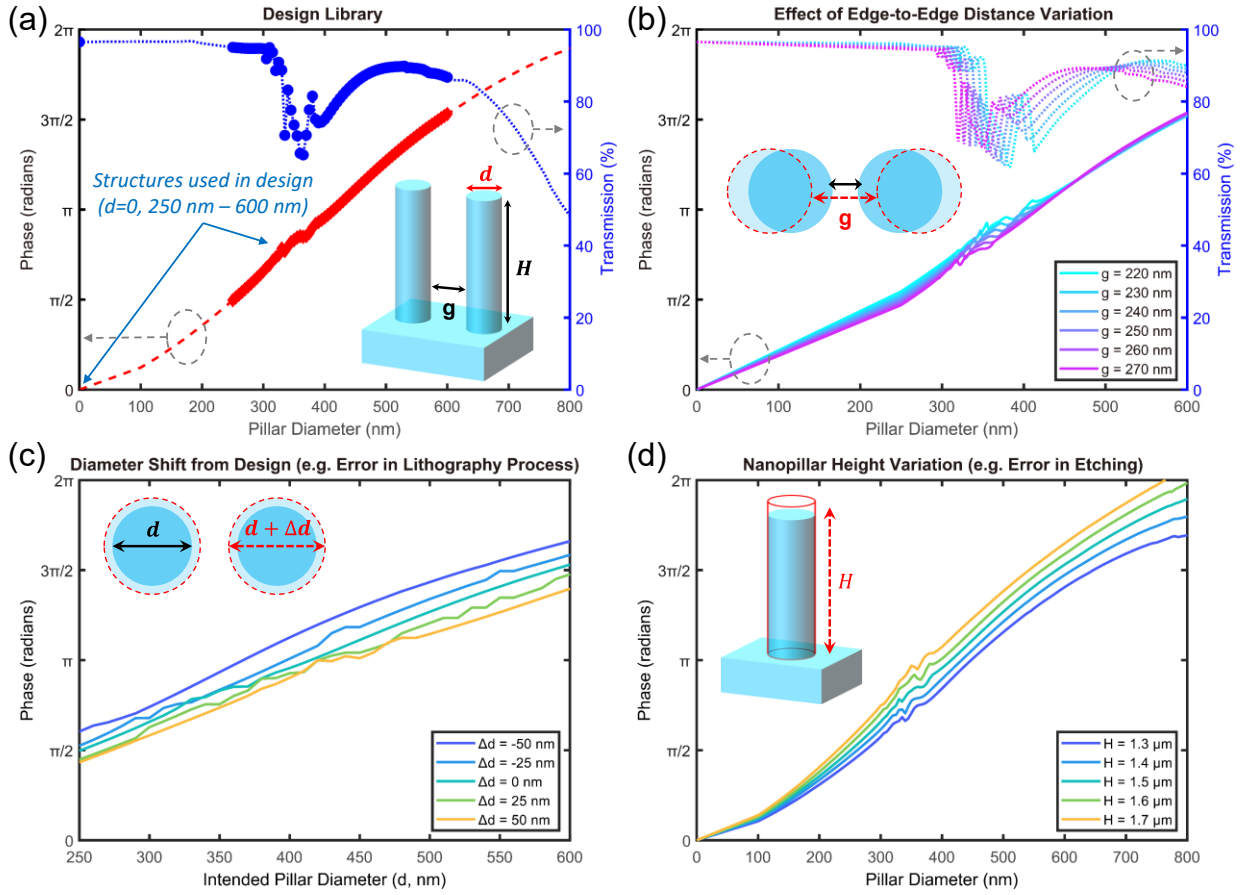 (a)
Design Library
2π
3π/2
π
π/2
0
Phase (radians)
100
80
60
40
20
0
Transmission (%)
Structures used in design
(d=0, 250 nm – 600 nm)
d
H
g
0
100
200
300
400
500
600
700
800
Pillar Diameter (nm)
(b)
Effect of Edge-to-Edge Distance Variation
2π
3π/2
π
π/2
0
Phase (radians)
100
80
60
40
20
0
Transmission (%)
g
g = 220 nm
g = 230 nm
g = 240 nm
g = 250 nm
g = 260 nm
g = 270 nm
0
100
200
300
400
500
600
Pillar Diameter (nm)
(c)
Diameter Shift from Design (e.g. Error in Lithography Process)
2π
3π/2
π
π/2
0
Phase (radians)
d
d + Δd
Δd = -50 nm
Δd = -25 nm
Δd = 0 nm
Δd = 25 nm
Δd = 50 nm
250
300
350
400
450
500
550
600
Intended Pillar Diameter (d, nm)
(d)
Nanopillar Height Variation (e.g. Error in Etching)
2π
3π/2
π
π/2
0
Phase (radians)
H
H = 1.3 μm
H = 1.4 μm
H = 1.5 μm
H = 1.6 μm
H = 1.7 μm
0
100
200
300
400
500
600
700
800
Pillar Diameter (nm)